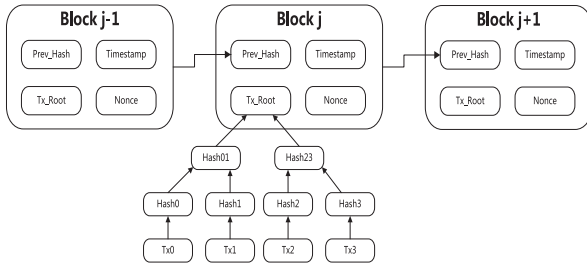 Block j-1
Prev_Hash
Timestamp
Tx_Root
Nonce
Block j
Prev_Hash
Timestamp
Tx_Root
Nonce
Block j+1
Prev_Hash
Timestamp
Tx_Root
Nonce
Hash01
Hash23
Hash0
Hash1
Hash2
Hash3
Tx0
Tx1
Tx2
Tx3